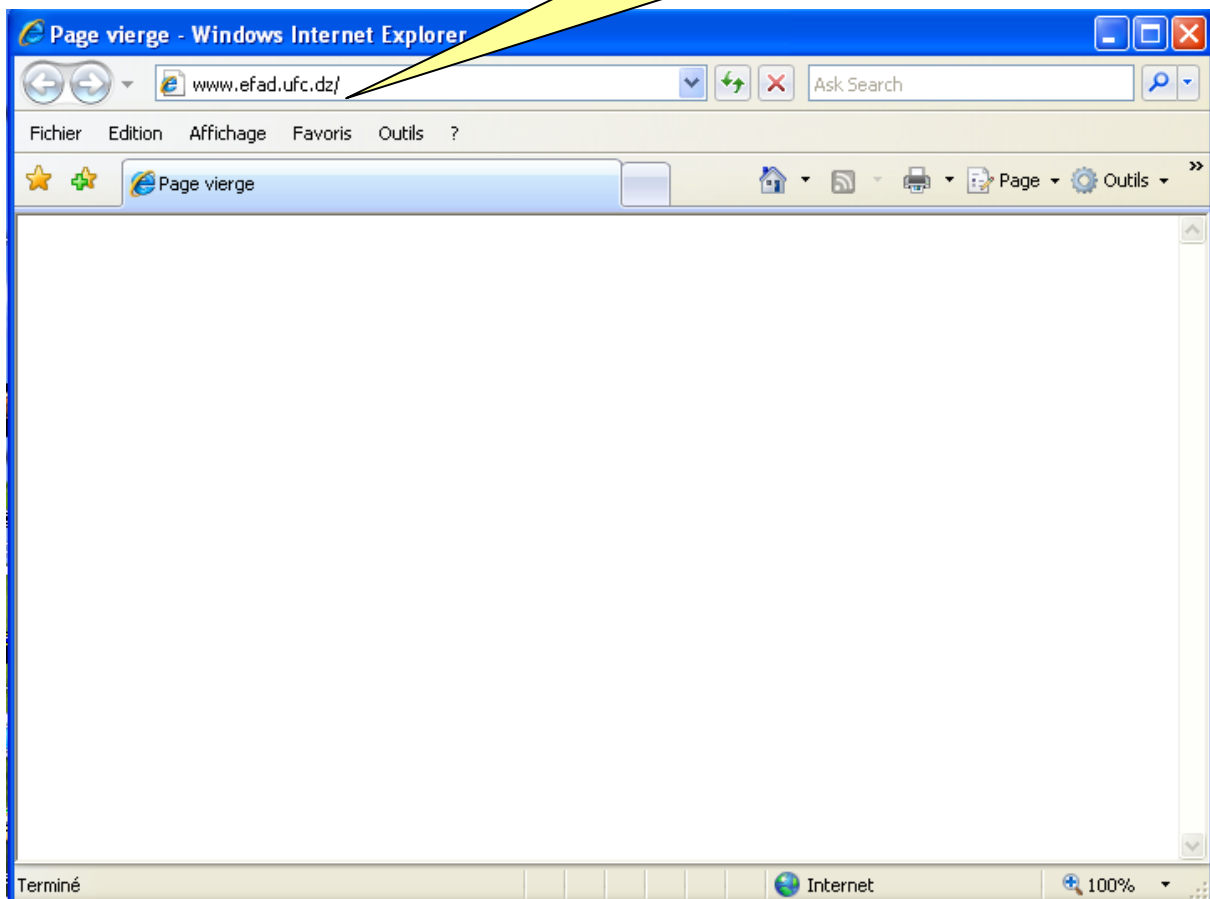 Page vierge - Windows Internet Explorer
www.efad.ufc.dz/ Ask Search
Fichier Edition Affichage Favoris Outils ?
Page vierge Page Outils »
Terminé Internet 100%